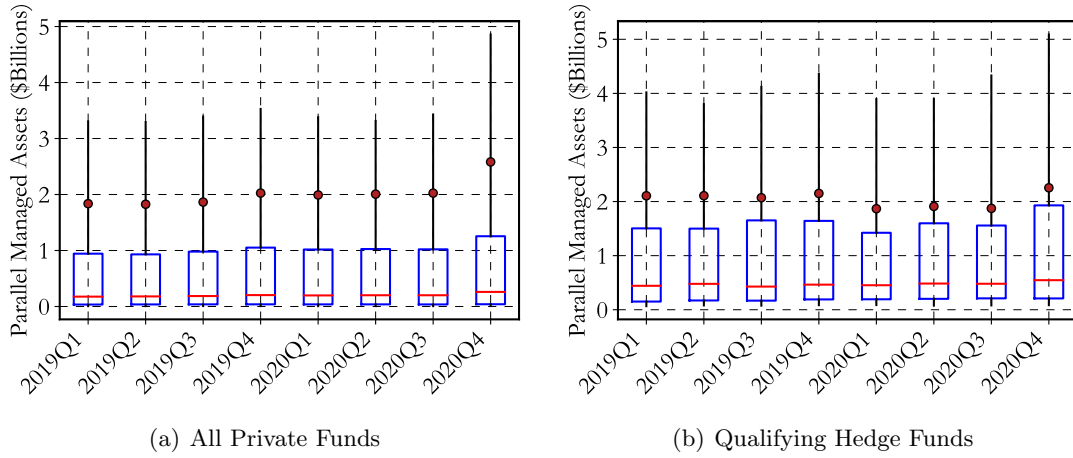 Parallel Managed Assets ($Billions)
5
4
3
2
1
0
2019Q1
2019Q2
2019Q3
2019Q4
2020Q1
2020Q2
2020Q3
2020Q4
(a) All Private Funds
Parallel Managed Assets ($Billions)
5
4
3
2
1
0
2019Q1
2019Q2
2019Q3
2019Q4
2020Q1
2020Q2
2020Q3
2020Q4
(b) Qualifying Hedge Funds